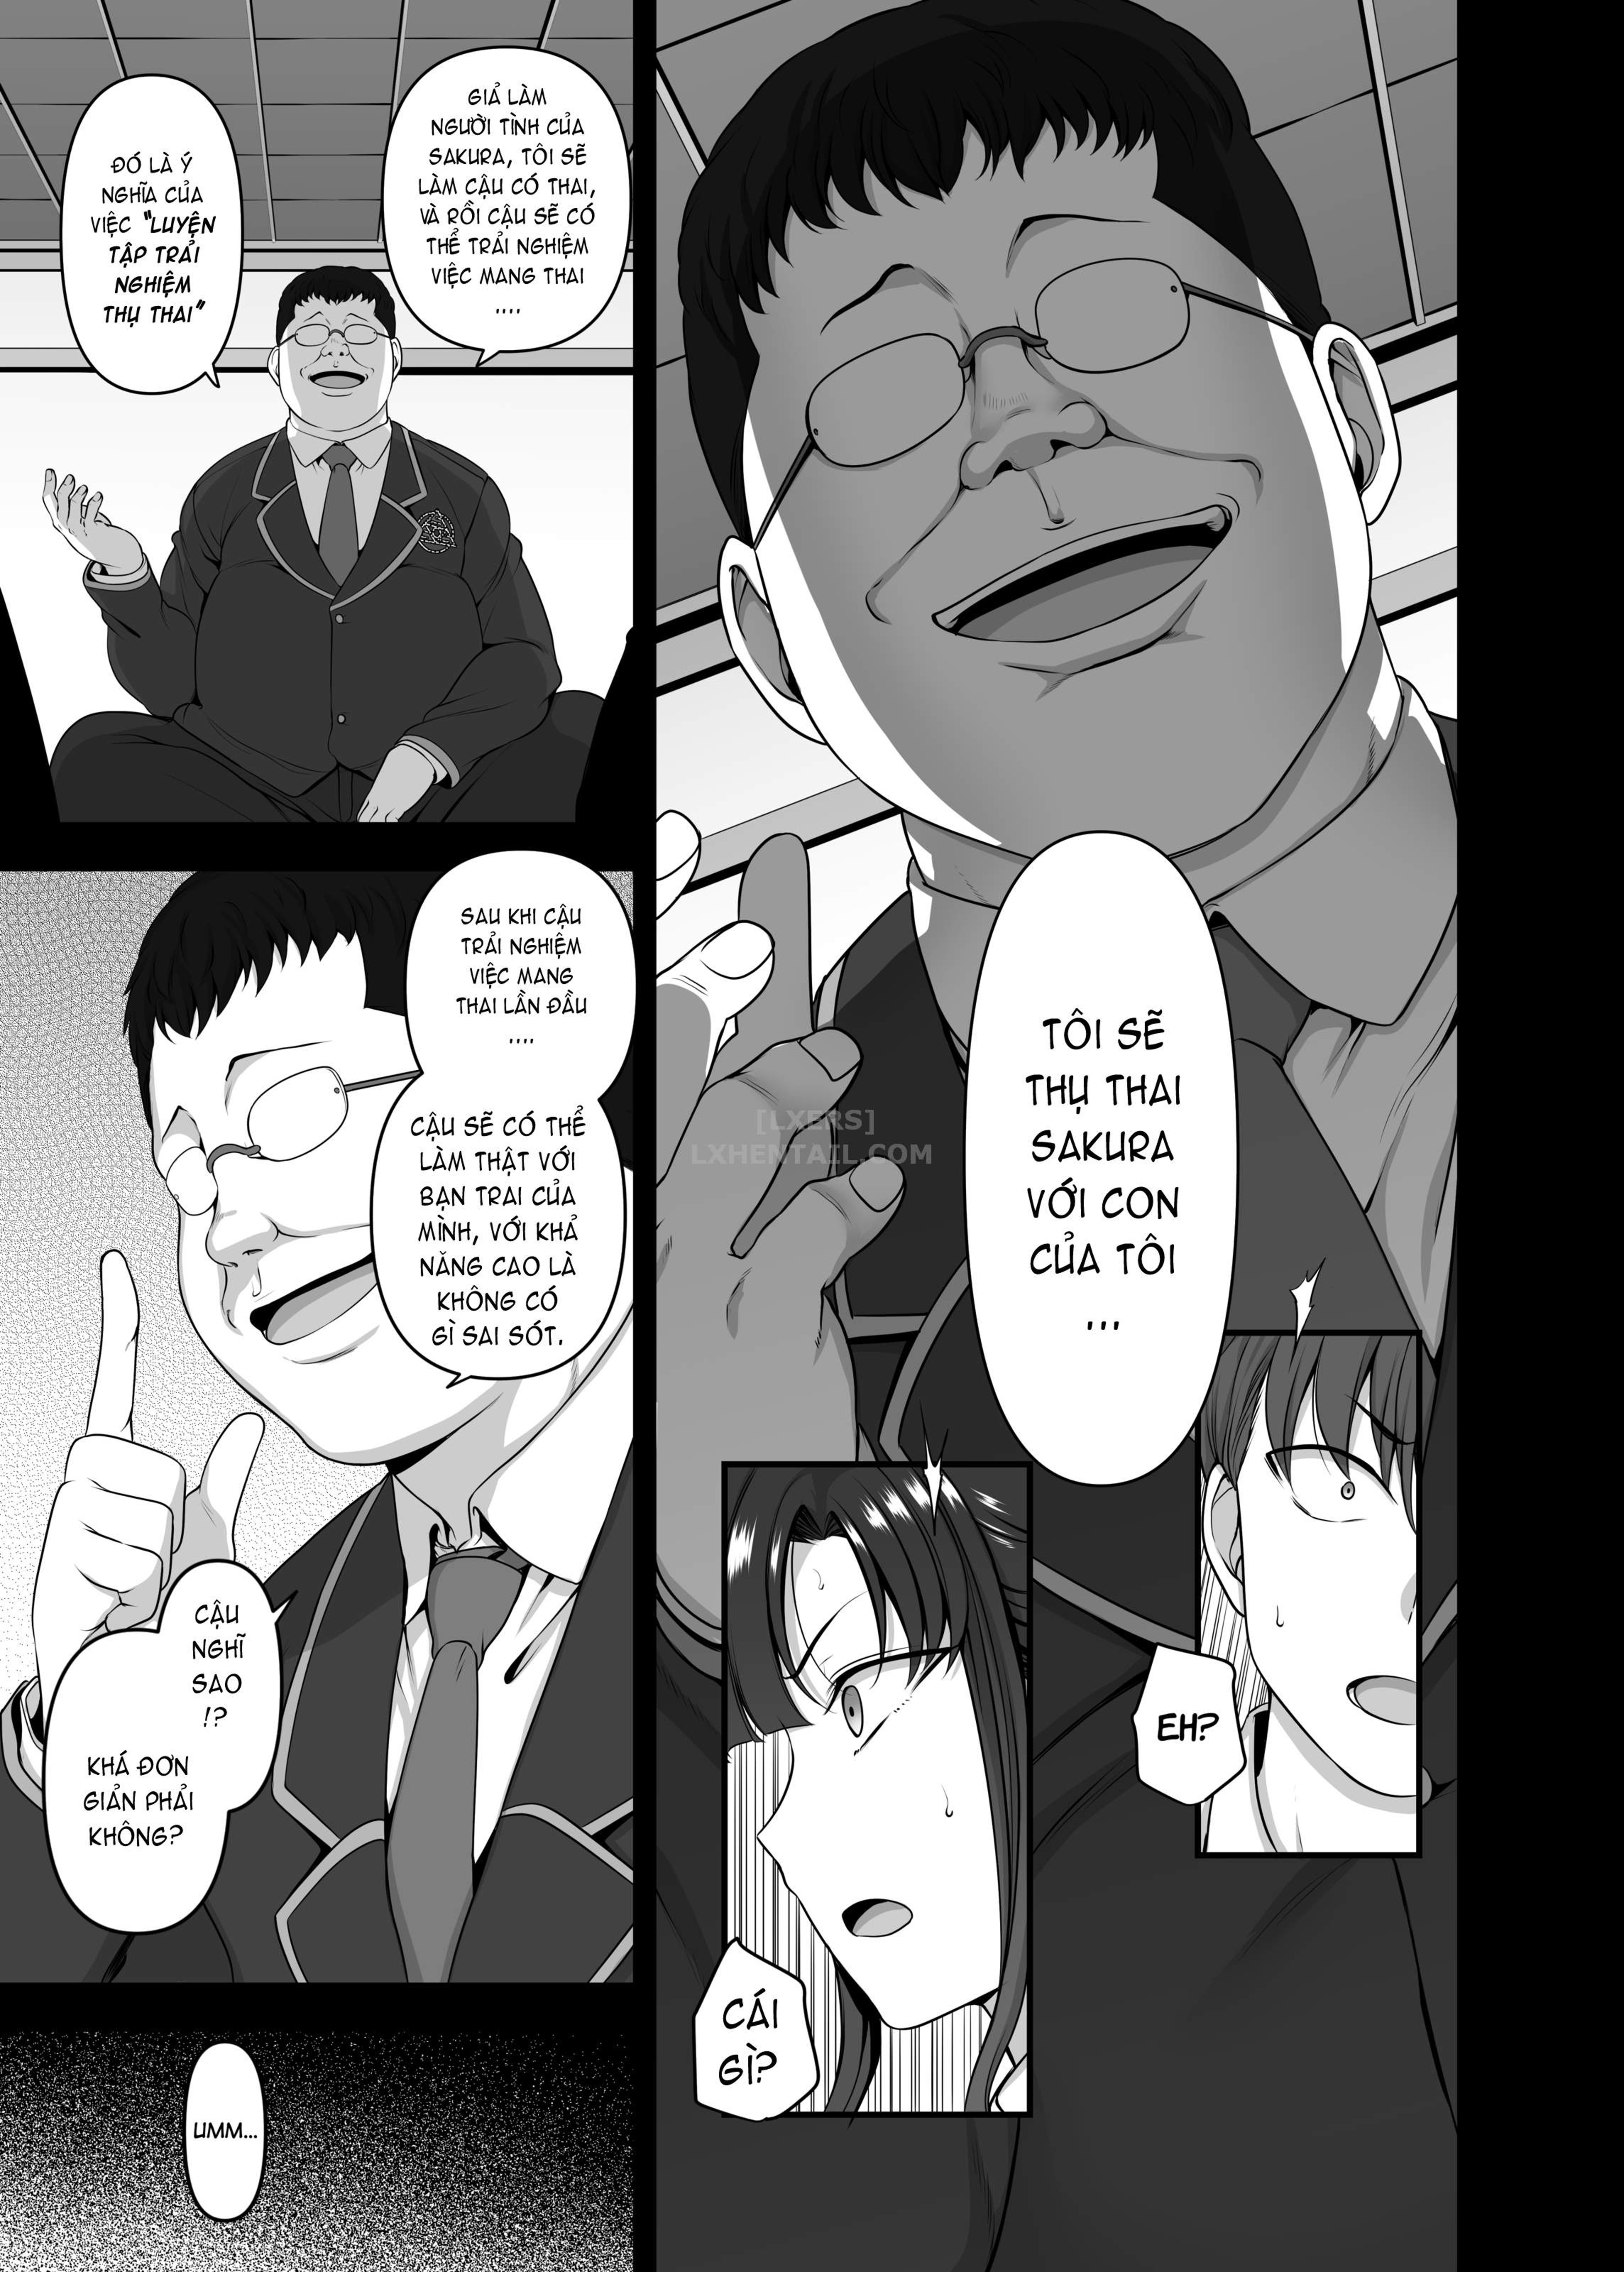 TÔI SẼ
THỤ THAI
SAKURA
VỚI CON
CỦA TÔI
...
EH?
CÁI
GÌ?
GIẢ LÀM
NGƯỜI TÌNH CỦA
SAKURA, TÔI SẼ
LÀM CẬU CÓ THAI,
VÀ RỒI CẬU SẼ CÓ
THỂ TRẢI NGHIỆM
VIỆC MANG THAI
....
ĐÓ LÀ Ý
NGHĨA CỦA
VIỆC "LUYỆN
TẬP TRẢI
NGHIỆM
THỤ THAI"
SAU KHI CẬU
TRẢI NGHIỆM
VIỆC MANG
THAI LẦN ĐẦU
....
CẬU SẼ CÓ THỂ
LÀM THẬT VỚI
BẠN TRAI CỦA
MÌNH, VỚI KHẢ
NĂNG CAO LÀ
KHÔNG CÓ
GÌ SAI SÓT.
CẬU
NGHĨ
SAO
!?
KHÁ ĐƠN
GIẢN PHẢI
KHÔNG?
UMM...
[LXERS]
LXHENTAIL.COM